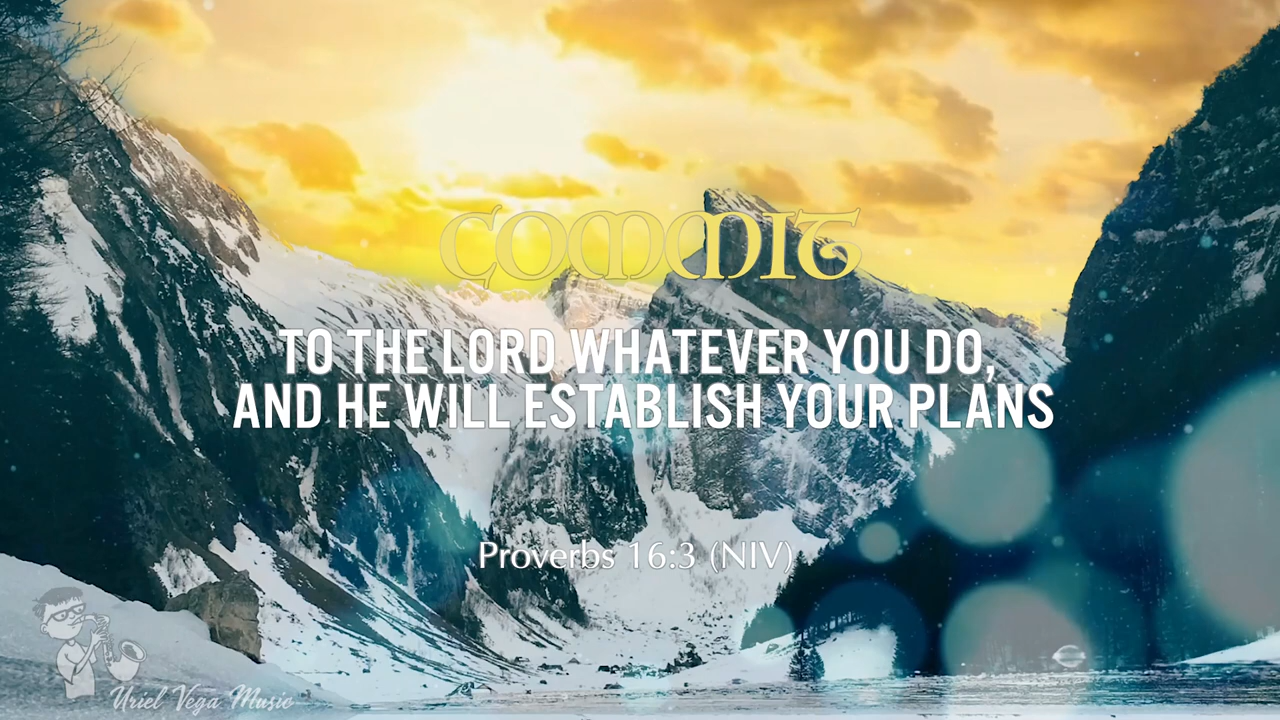 COMMIT
TO THE LORD WHATEVER YOU DO,
AND HE WILL ESTABLISH YOUR PLANS
Proverbs 16:3 (NIV)
Uriel Vega Music